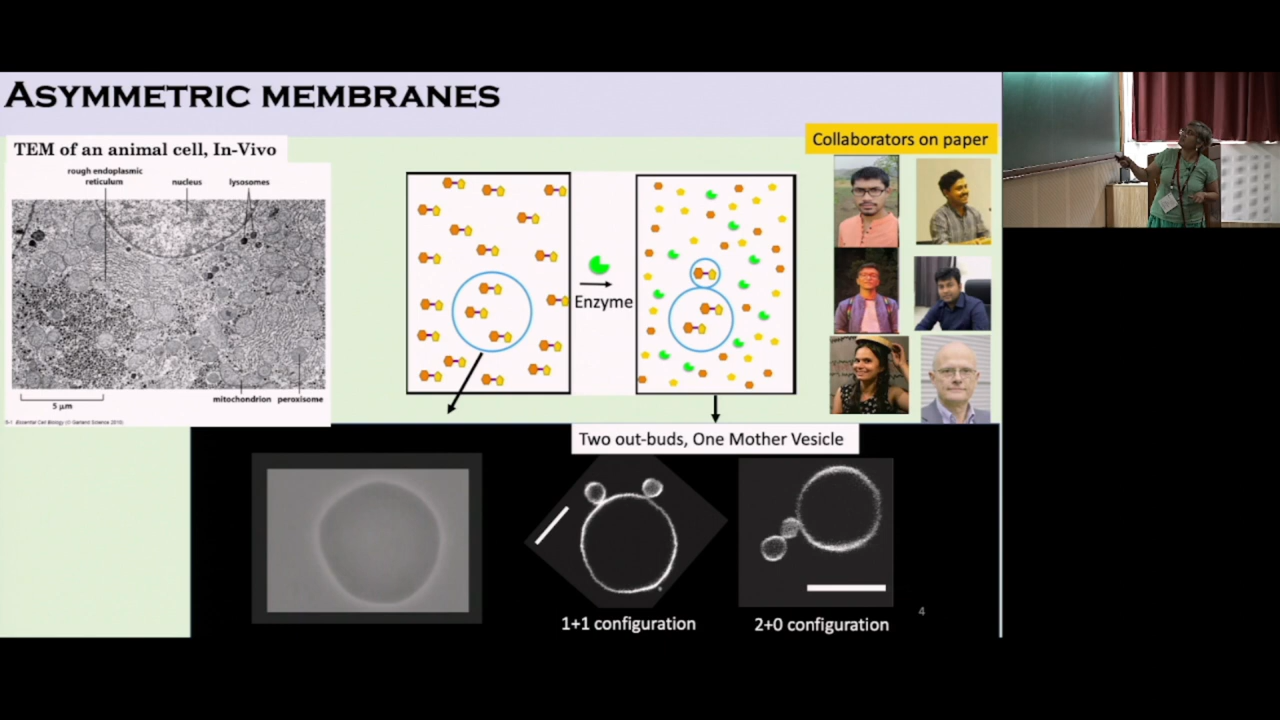 ASYMMETRIC MEMBRANES
TEM of an animal cell, In-Vivo
rough endoplasmic
reticulum
nucleus
lysosomes
5 μm
mitochondrion
peroxisome
Essential Cell Biology (© Garland Science 2010)
Enzyme
Collaborators on paper
Two out-buds, One Mother Vesicle
1+1 configuration
2+0 configuration
4